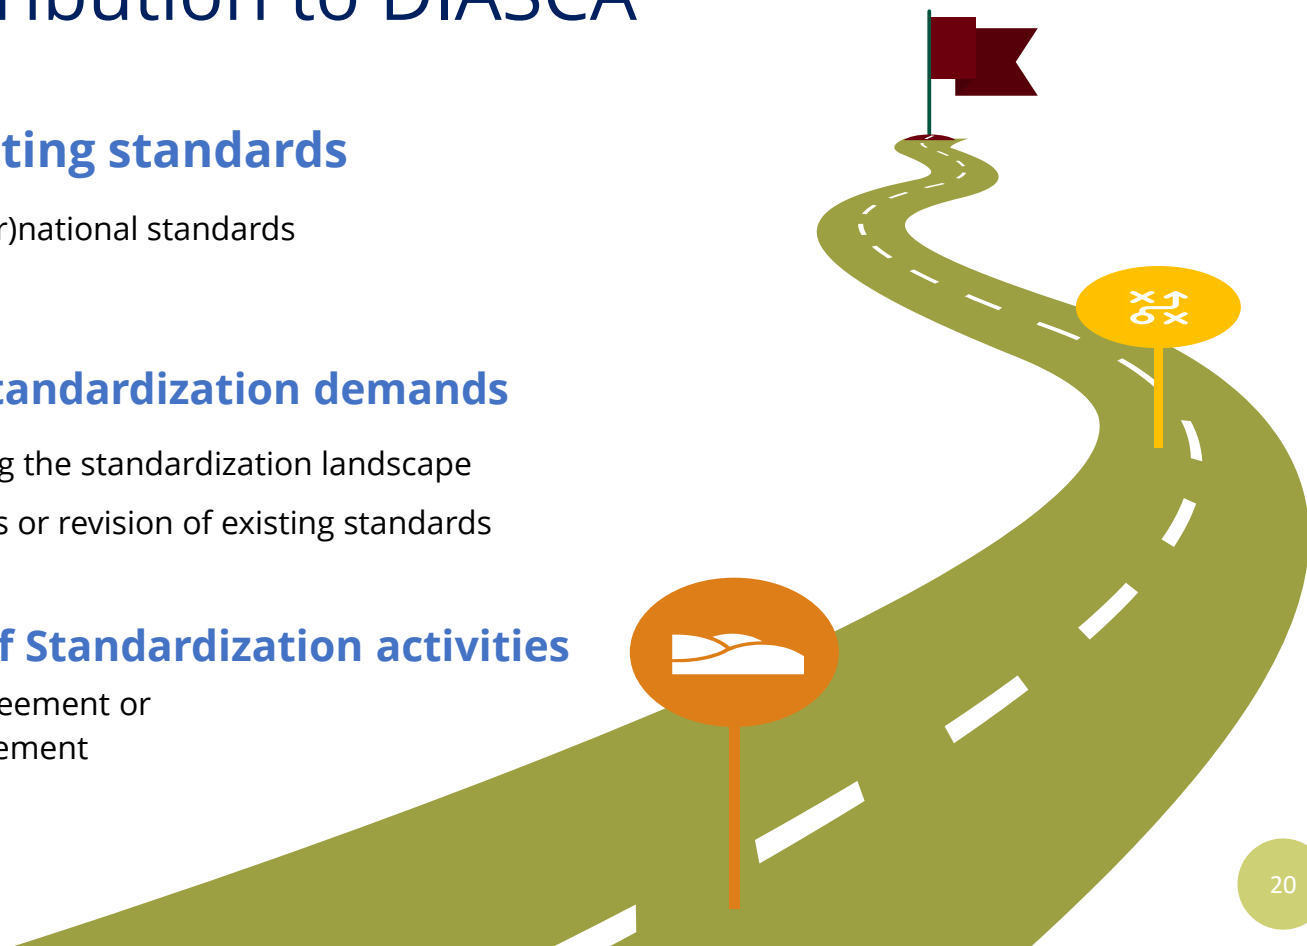 ribution to DIASCA
ting standards
r)national standards
tandardization demands
g the standardization landscape
s or revision of existing standards
f Standardization activities
eement or
ement
20